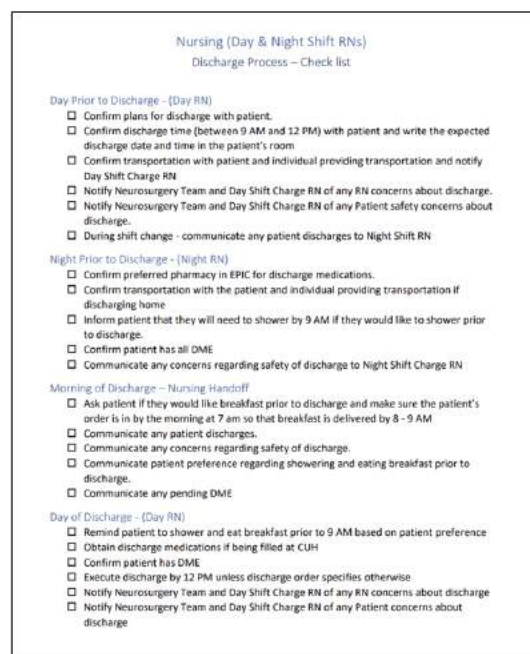 Nursing (Day & Night Shift RNs)
Discharge Process – Check list
Day Prior to Discharge - (Day RN)
☐ Confirm plans for discharge with patient.
☐ Confirm discharge time (between 9 AM and 12 PM) with patient and write the expected
discharge date and time in the patient's room
☐ Confirm transportation with patient and individual providing transportation and notify
Day Shift Charge RN
☐ Notify Neurosurgery Team and Day Shift Charge RN of any RN concerns about discharge.
☐ Notify Neurosurgery Team and Day Shift Charge RN of any Patient safety concerns about
discharge.
☐ During shift change - communicate any patient discharges to Night Shift RN
Night Prior to Discharge - (Night RN)
☐ Confirm preferred pharmacy in EPIC for discharge medications.
☐ Confirm transportation with the patient and individual providing transportation if
discharging home
☐ Inform patient that they will need to shower by 9 AM if they would like to shower prior
to discharge.
☐ Confirm patient has all DME
☐ Communicate any concerns regarding safety of discharge to Night Shift Charge RN
Morning of Discharge – Nursing Handoff
☐ Ask patient if they would like breakfast prior to discharge and make sure the patient's
order is in by the morning at 7 am so that breakfast is delivered by 8 - 9 AM
☐ Communicate any patient discharges.
☐ Communicate any concerns regarding safety of discharge.
☐ Communicate patient preference regarding showering and eating breakfast prior to
discharge.
☐ Communicate any pending DME
Day of Discharge - (Day RN)
☐ Remind patient to shower and eat breakfast prior to 9 AM based on patient preference
☐ Obtain discharge medications if being filled at CUH
☐ Confirm patient has DME
☐ Execute discharge by 12 PM unless discharge order specifies otherwise
☐ Notify Neurosurgery Team and Day Shift Charge RN of any RN concerns about discharge
☐ Notify Neurosurgery Team and Day Shift Charge RN of any Patient concerns about
discharge